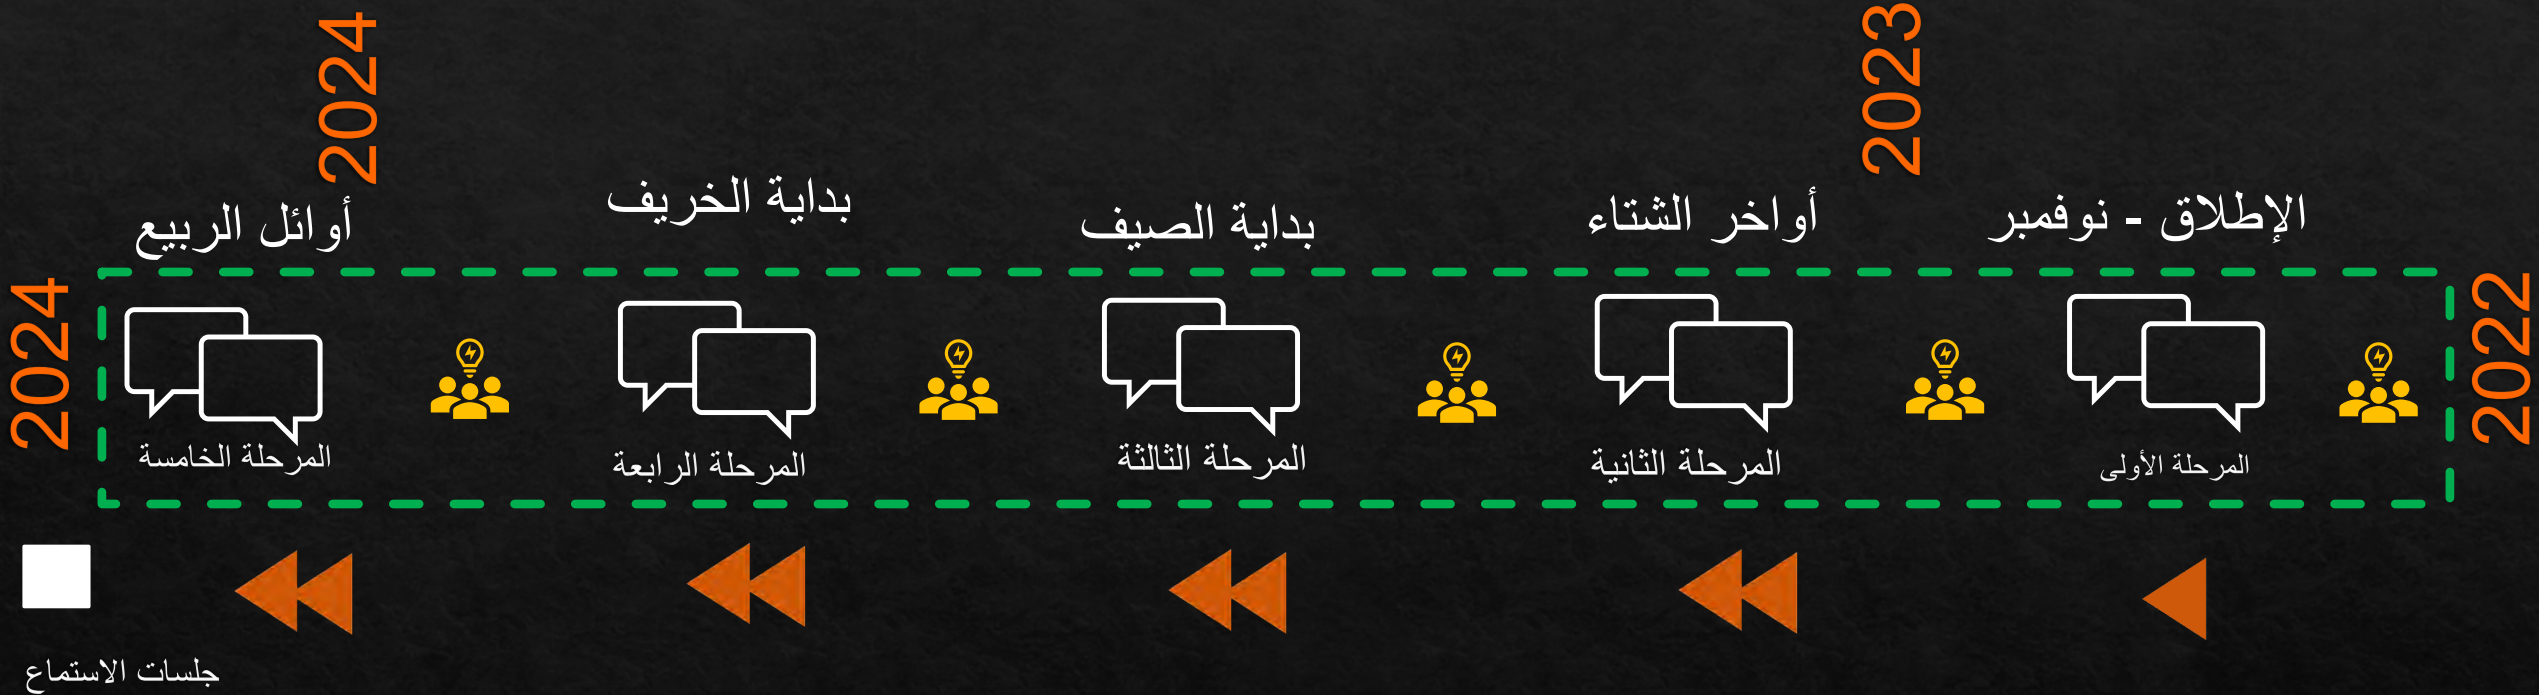 2023
2024
الإطلاق - نوفمبر
أواخر الشتاء
بداية الصيف
بداية الخريف
أوائل الربيع
2022
2024
المرحلة الأولى
المرحلة الثانية
المرحلة الثالثة
المرحلة الرابعة
المرحلة الخامسة
جلسات الاستماع